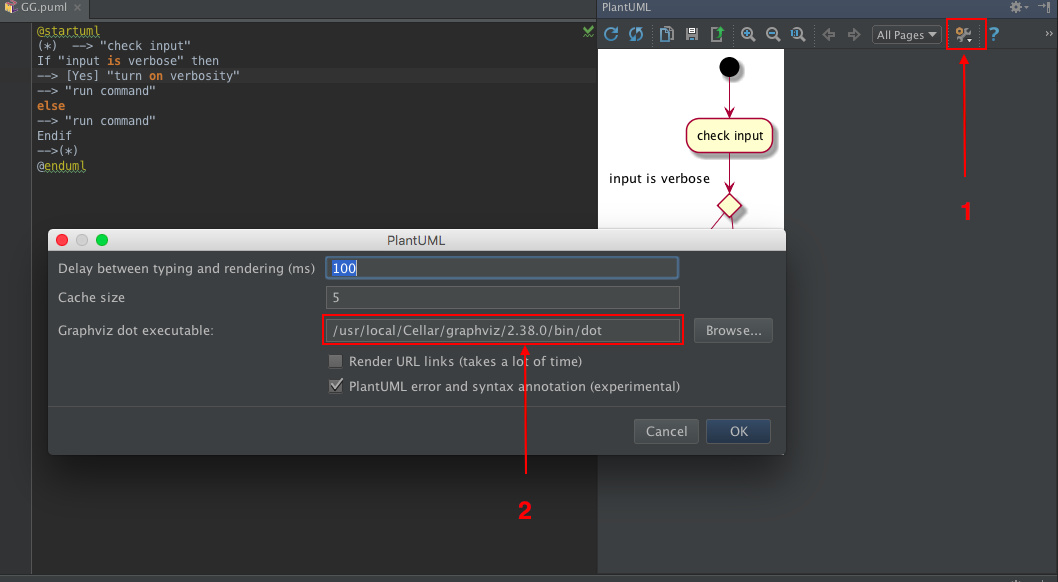 GG.puml
PlantUML
@startuml
(*)  --> "check input"
If "input is verbose" then
--> [Yes] "turn on verbosity"
--> "run command"
else
--> "run command"
Endif
-->(*)
@enduml
All Pages
1
check input
input is verbose
PlantUML
Delay between typing and rendering (ms) 100
Cache size 5
Graphviz dot executable: /usr/local/Cellar/graphviz/2.38.0/bin/dot Browse...
Render URL links (takes a lot of time)
PlantUML error and syntax annotation (experimental)
Cancel OK
2